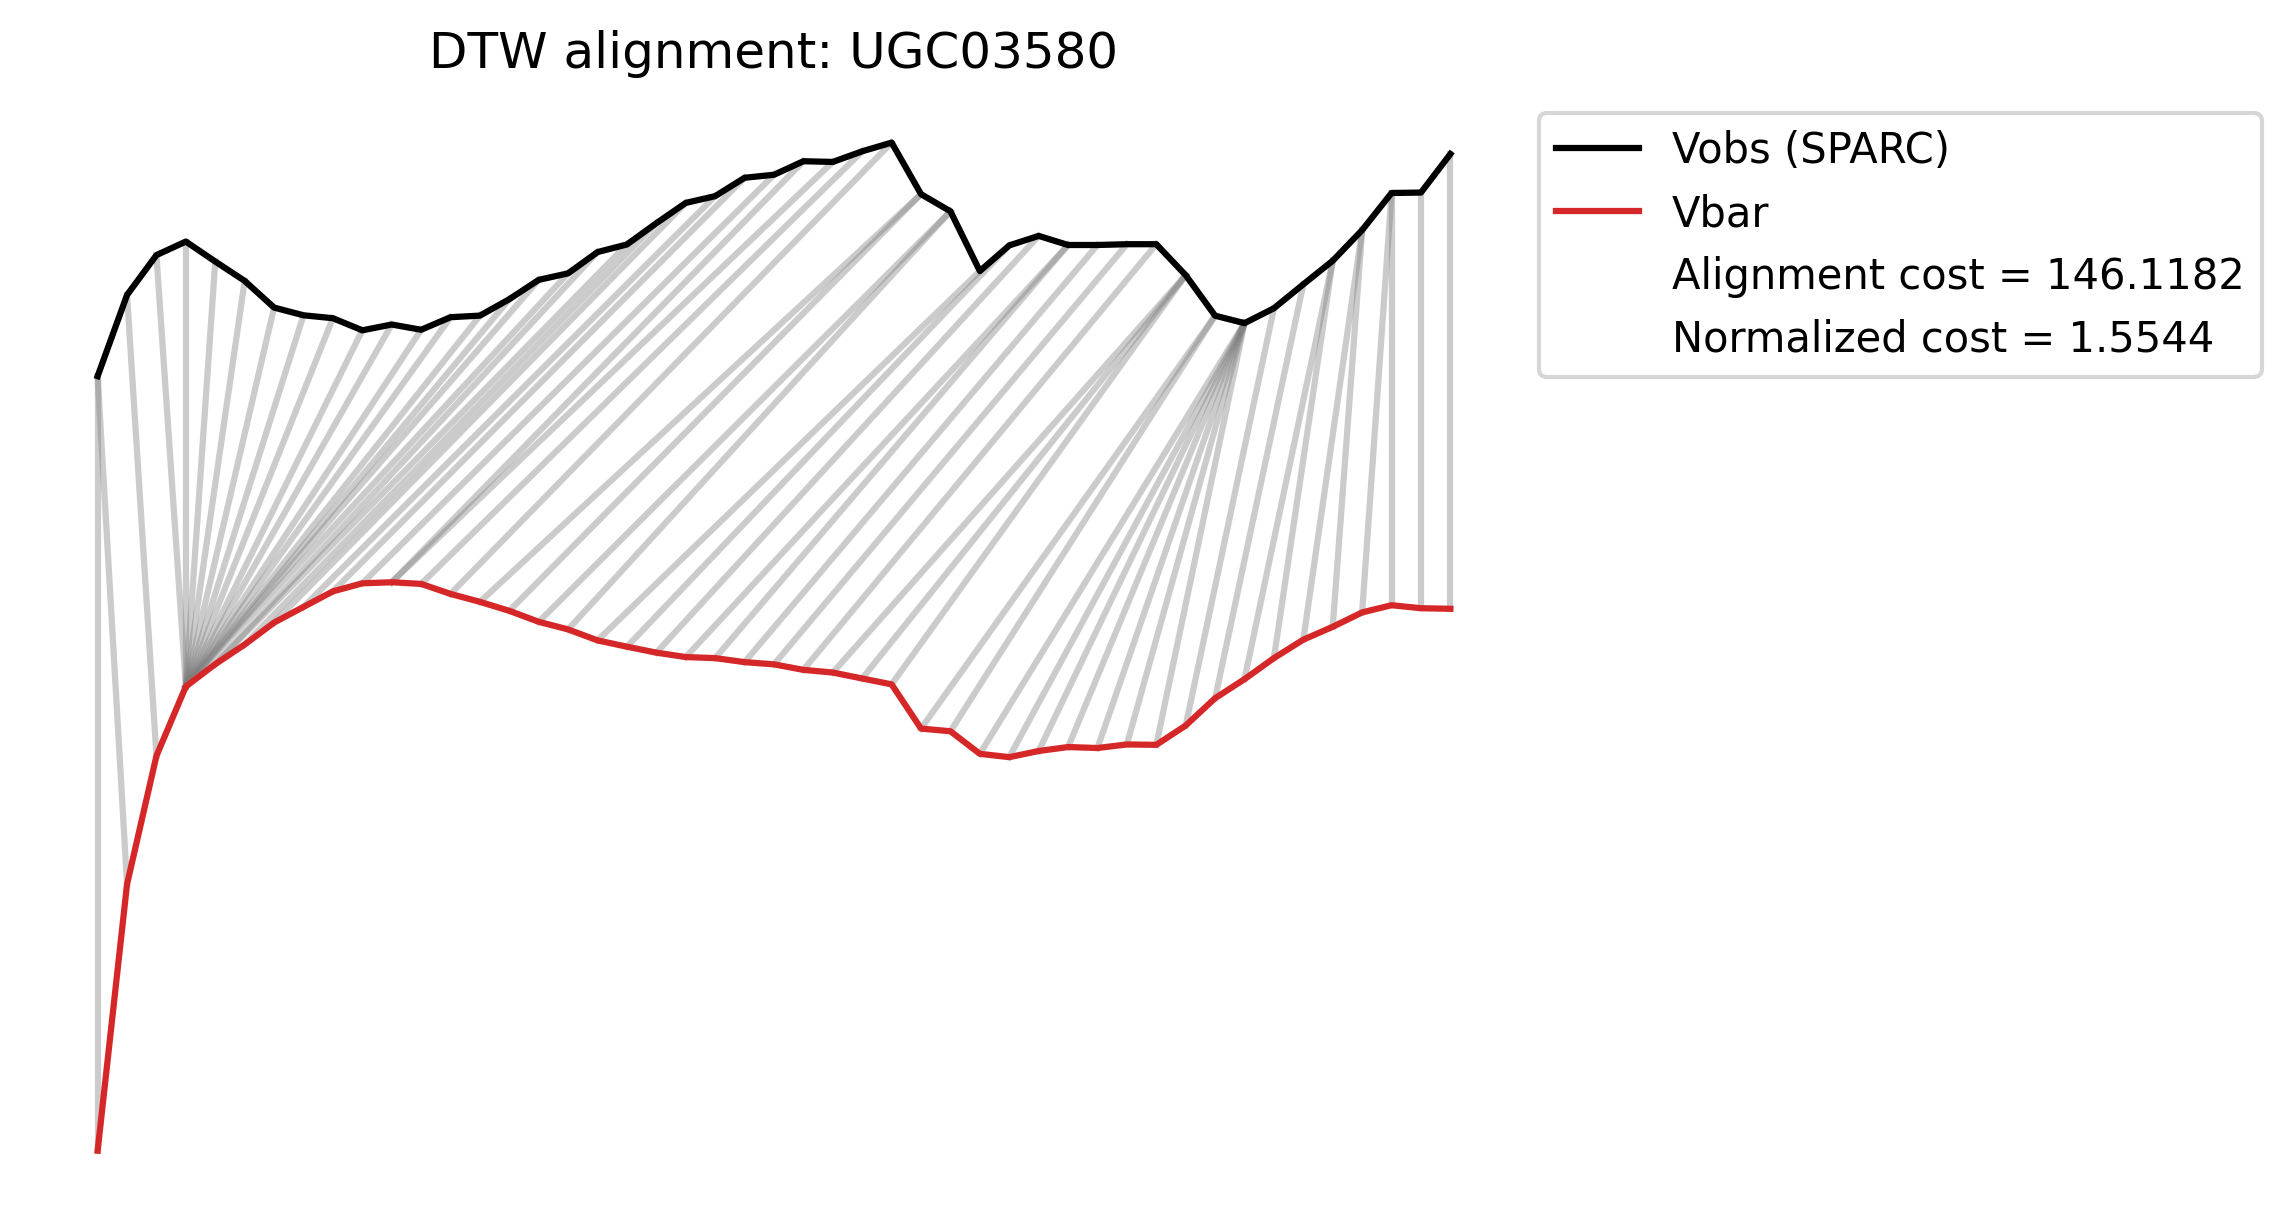 DTW alignment: UGC03580
Vobs (SPARC)
Vbar
Alignment cost = 146.1182
Normalized cost = 1.5544